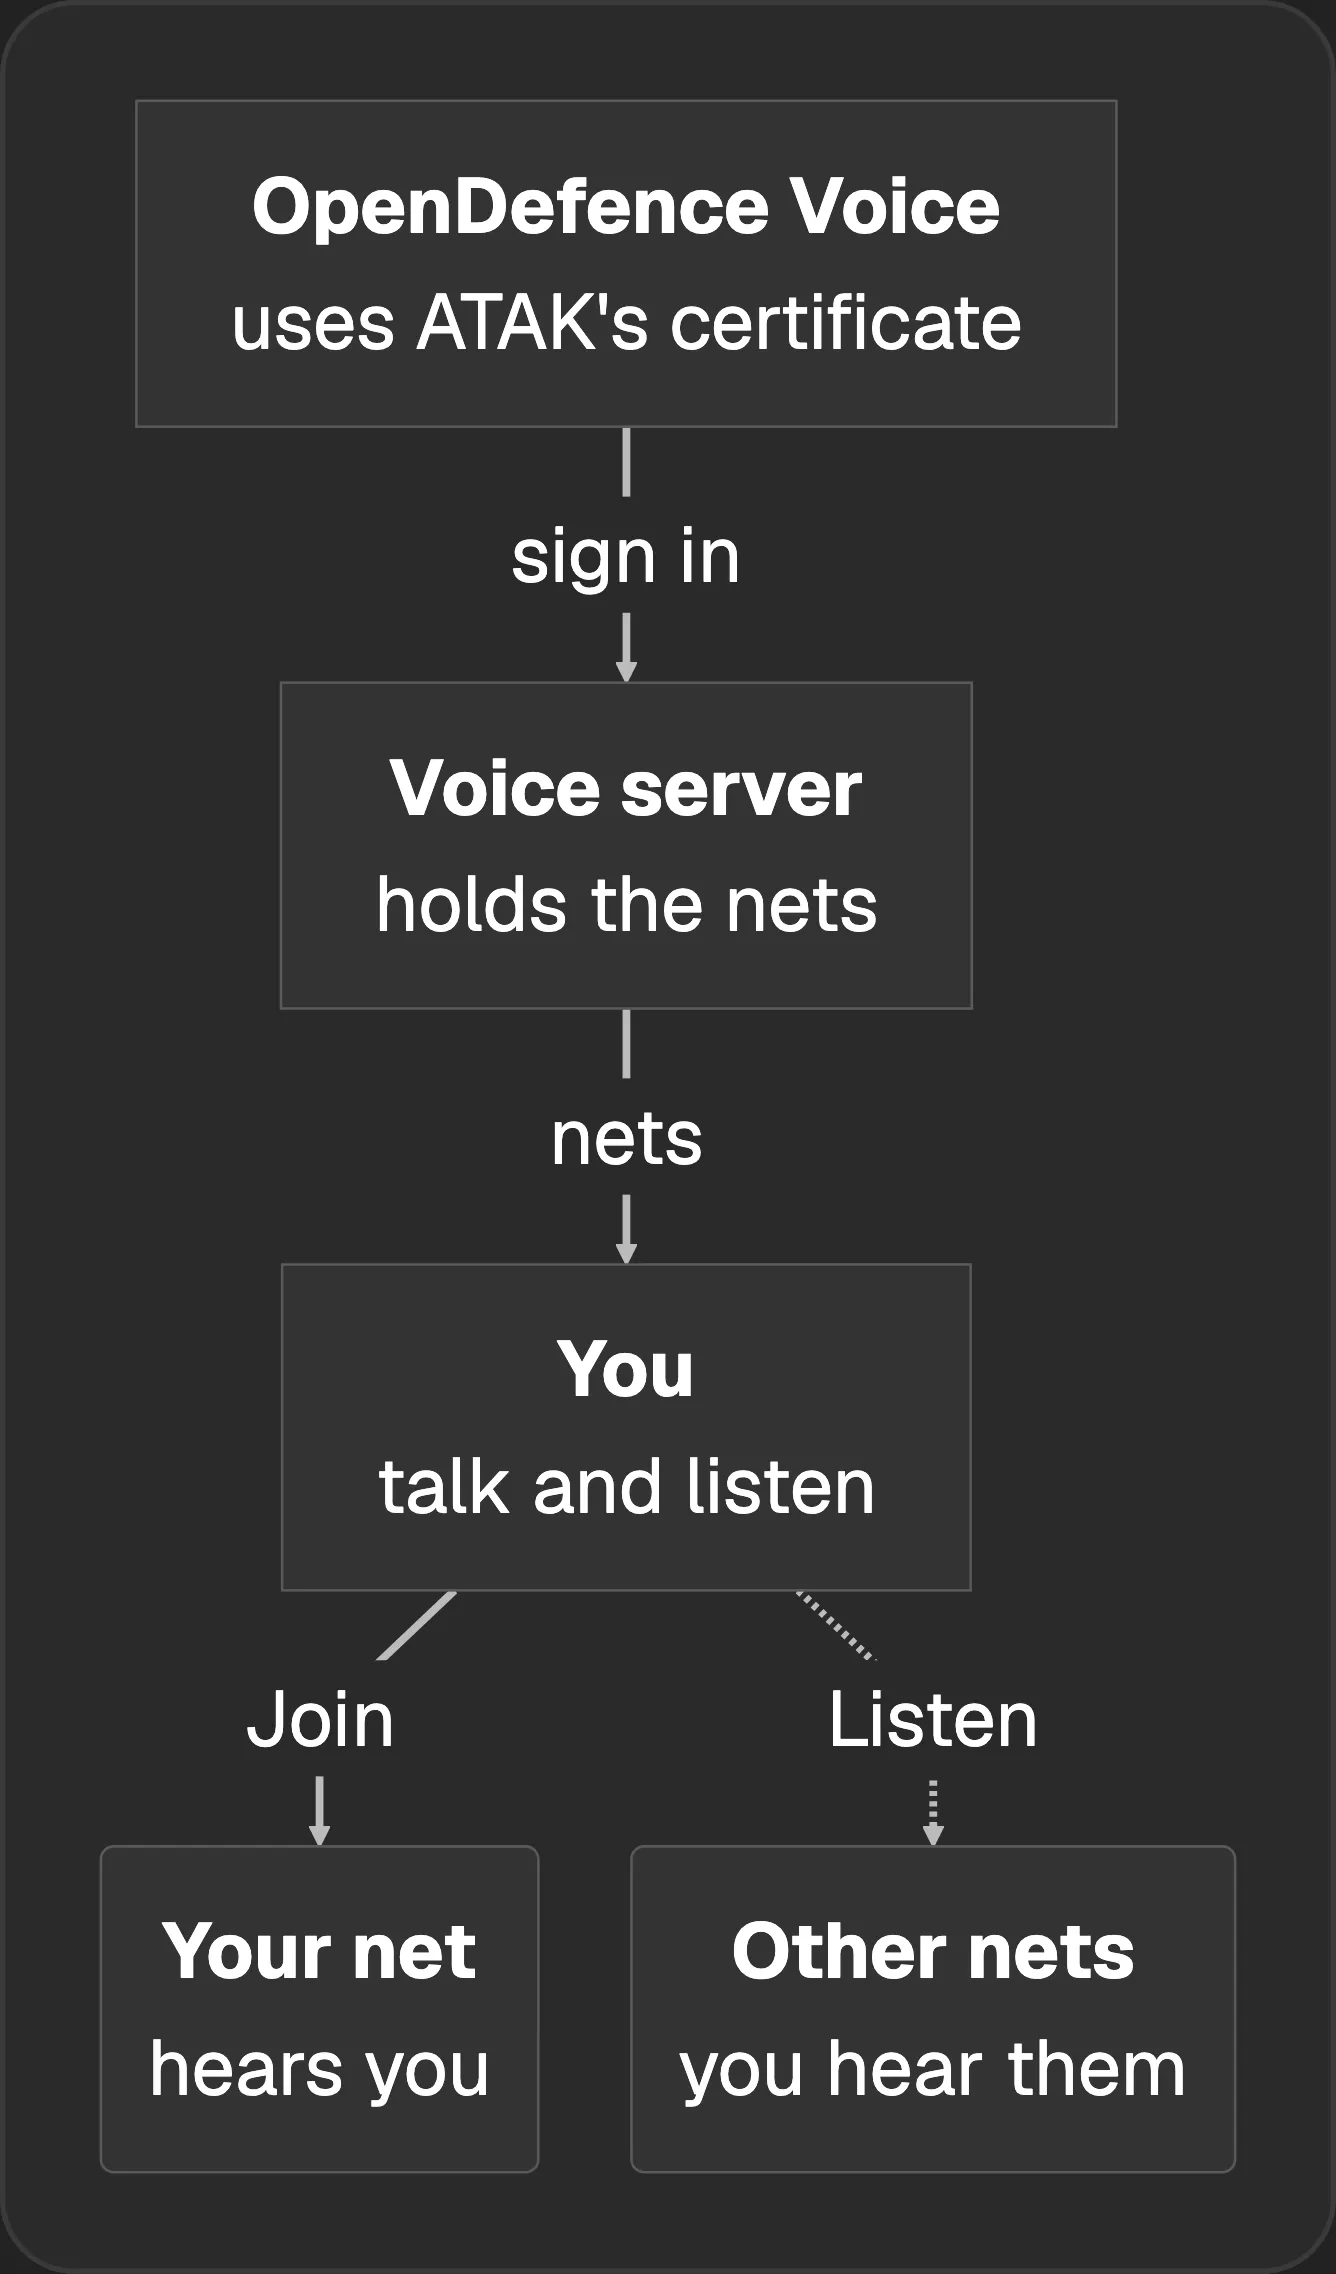 OpenDefence Voice
uses ATAK's certificate
sign in
Voice server
holds the nets
nets
You
talk and listen
Join
Listen
Your net
hears you
Other nets
you hear them